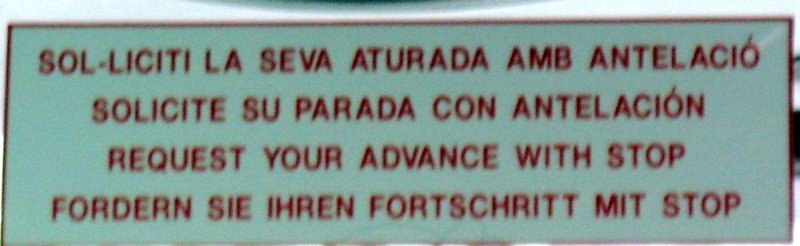 SOL-LICITI LA SEVA ATURADA AMB ANTELACIÓ
SOLICITE SU PARADA CON ANTELACIÓN
REQUEST YOUR ADVANCE WITH STOP
FORDERN SIE IHREN FORTSCHRITT MIT STOP